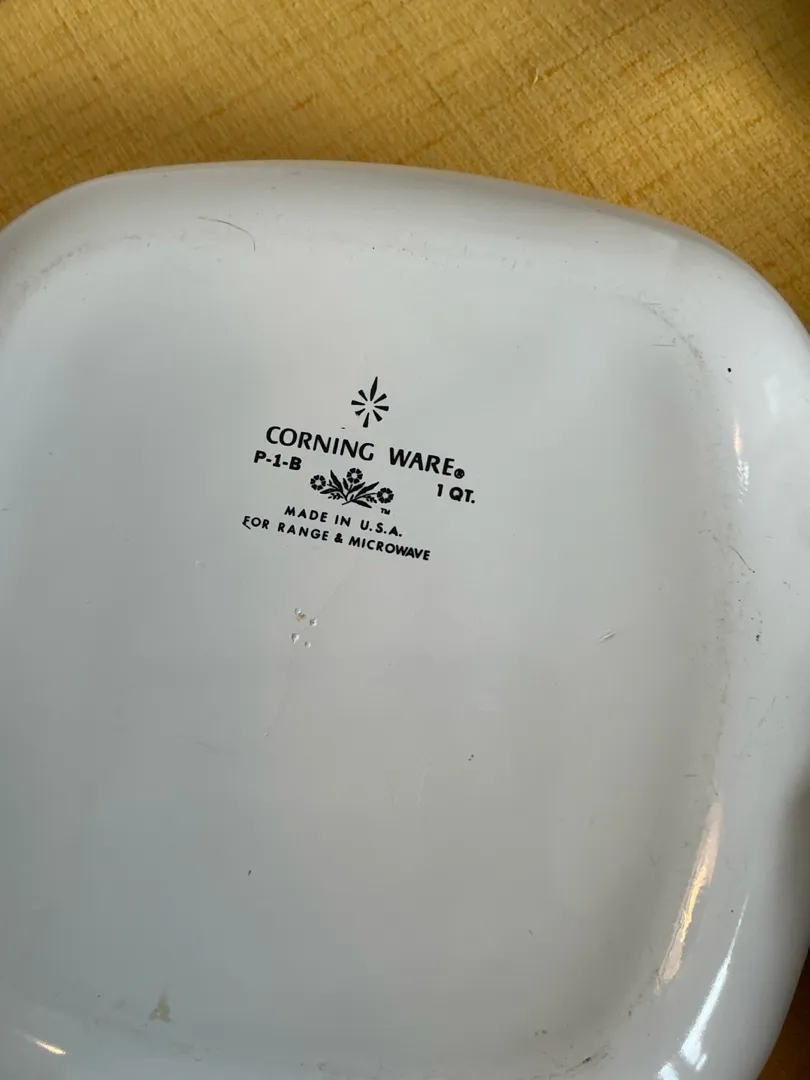 CORNING WARE®
P-1-B
1 QT.
TM
MADE IN U.S.A.
FOR RANGE & MICROWAVE